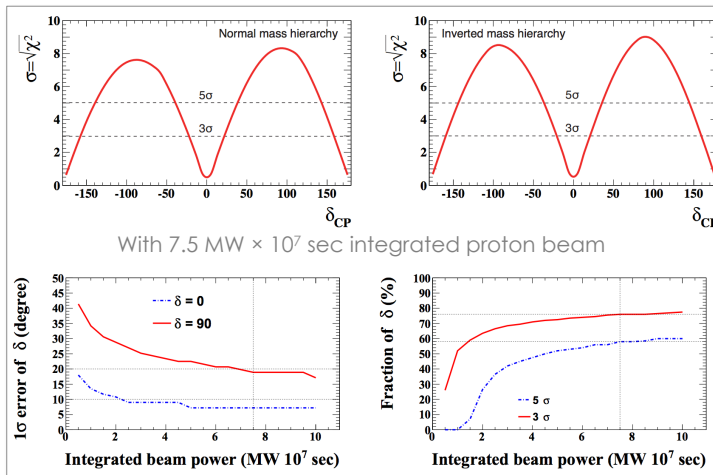 Normal mass hierarchy
σ=√χ²
10
8
6
4
2
0
5σ
3σ
-150 -100 -50 0 50 100 150
δCP
Inverted mass hierarchy
σ=√χ²
10
8
6
4
2
0
5σ
3σ
-150 -100 -50 0 50 100 150
With 7.5 MW × 10⁷ sec integrated proton beam
1σ error of δ (degree)
50
45
40
35
30
25
20
15
10
5
0
δ = 0
δ = 90
0 2 4 6 8 10
Integrated beam power (MW 10⁷ sec)
Fraction of δ (%)
100
90
80
70
60
50
40
30
20
10
0
5 σ
3 σ
0 2 4 6 8 10
Integrated beam power (MW 10⁷ sec)